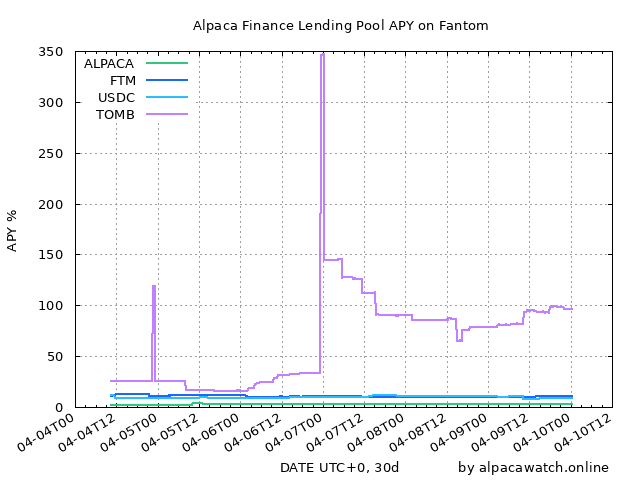 Alpaca Finance Lending Pool APY on Fantom
350
300
250
200
150
100
50
0
APY %
ALPACA
FTM
USDC
TOMB
04-04T00
04-04T12
04-05T00
04-05T12
04-06T00
04-06T12
04-07T00
04-07T12
04-08T00
04-08T12
04-09T00
04-09T12
04-10T00
04-10T12
DATE UTC+0, 30d
by alpacawatch.online